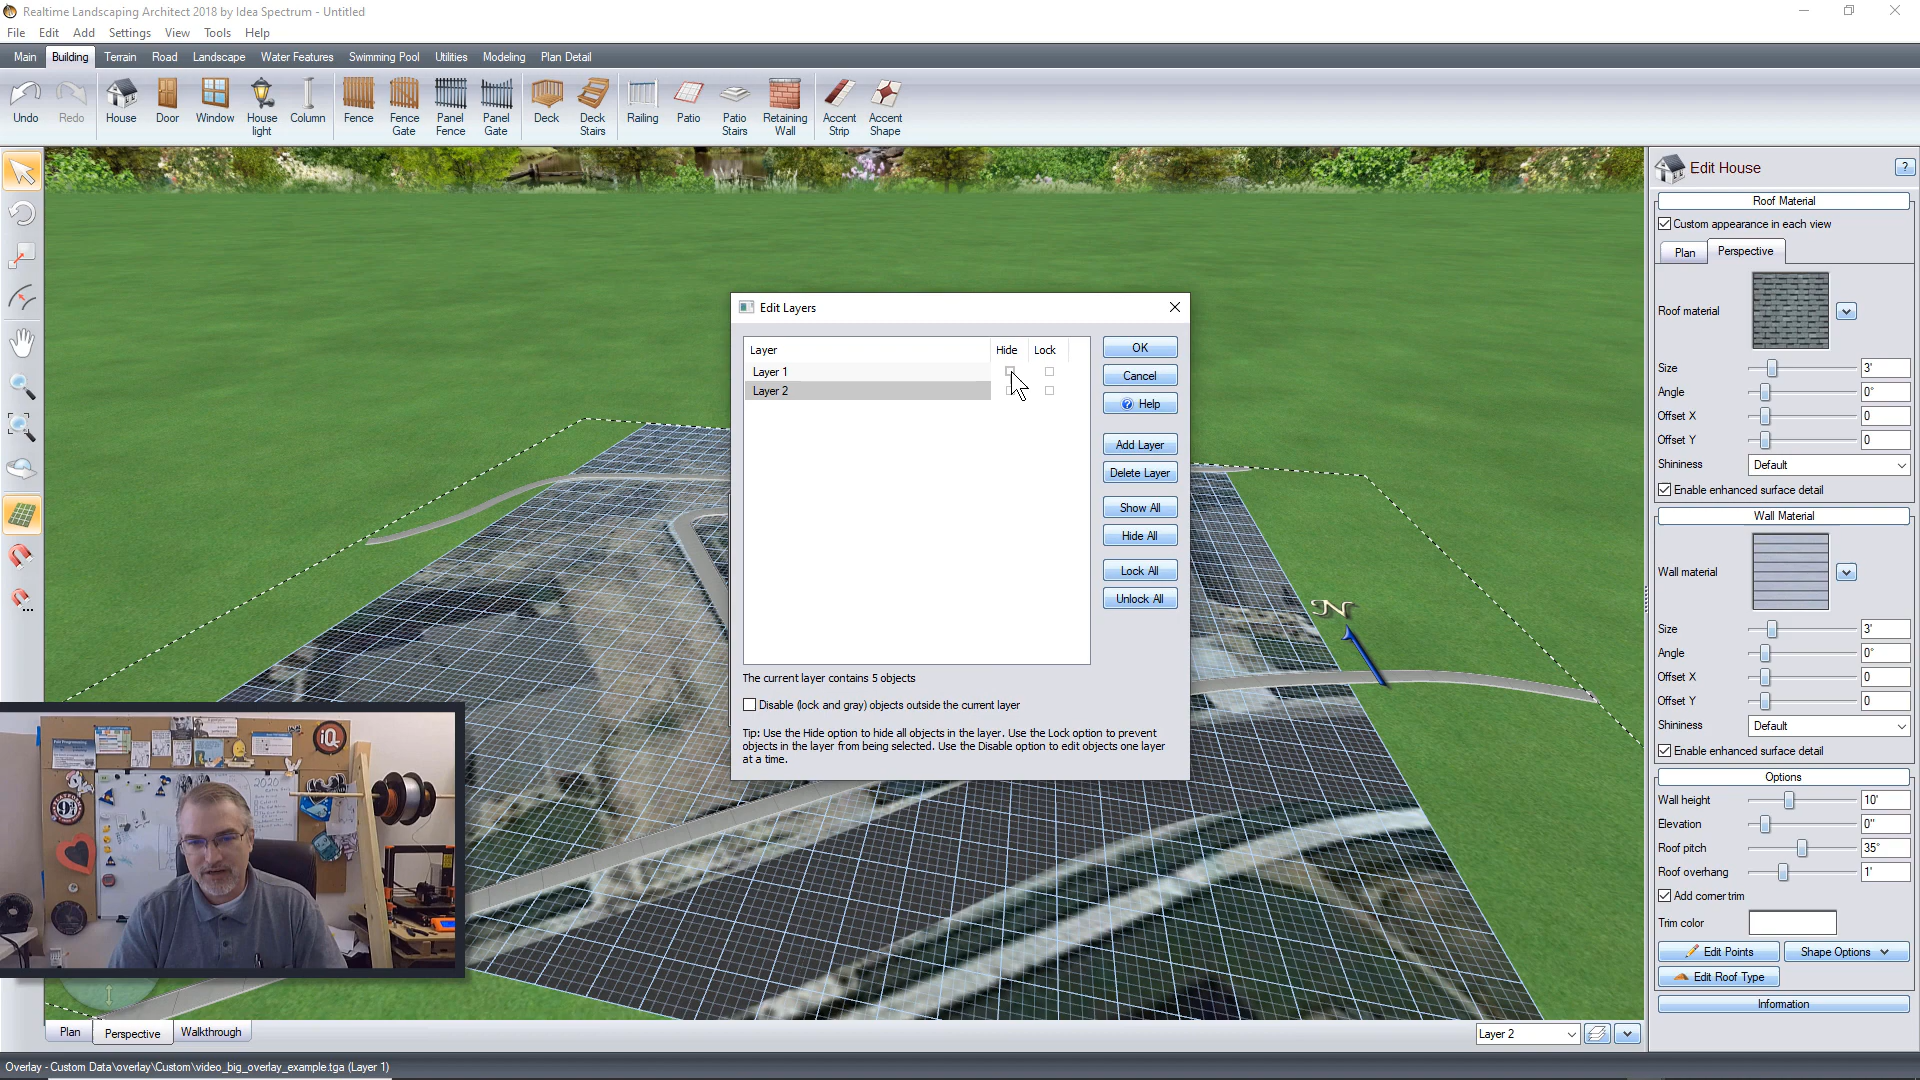 Realtime Landscaping Architect 2018 by Idea Spectrum - Untitled
File Edit Add Settings View Tools Help
Main Building Terrain Road Landscape Water Features Swimming Pool Utilities Modeling Plan Detail
Undo Redo House Door Window House light Column Fence Fence Gate Panel Fence Panel Gate Deck Deck Stairs Railing Patio Patio Stairs Retaining Wall Accent Strip Accent Shape
Edit House
?
Roof Material
Custom appearance in each view
Plan Perspective
Roof material
Size 3'
Angle 0°
Offset X 0
Offset Y 0
Shininess Default
Enable enhanced surface detail
Wall Material
Wall material
Size 3'
Angle 0°
Offset X 0
Offset Y 0
Shininess Default
Enable enhanced surface detail
Options
Wall height 10'
Elevation 0"
Roof pitch 35°
Roof overhang 1'
Add corner trim
Trim color
Edit Points Shape Options
Edit Roof Type
Information
Edit Layers
Layer Hide Lock
Layer 1
Layer 2
OK
Cancel
? Help
Add Layer
Delete Layer
Show All
Hide All
Lock All
Unlock All
The current layer contains 5 objects
Disable (lock and gray) objects outside the current layer
Tip: Use the Hide option to hide all objects in the layer. Use the Lock option to prevent
objects in the layer from being selected. Use the Disable option to edit objects one layer
at a time.
N
iQ
2020
Plan Perspective Walkthrough
Layer 2
Overlay - Custom Data\overlay\Custom\video_big_overlay_example.tga (Layer 1)